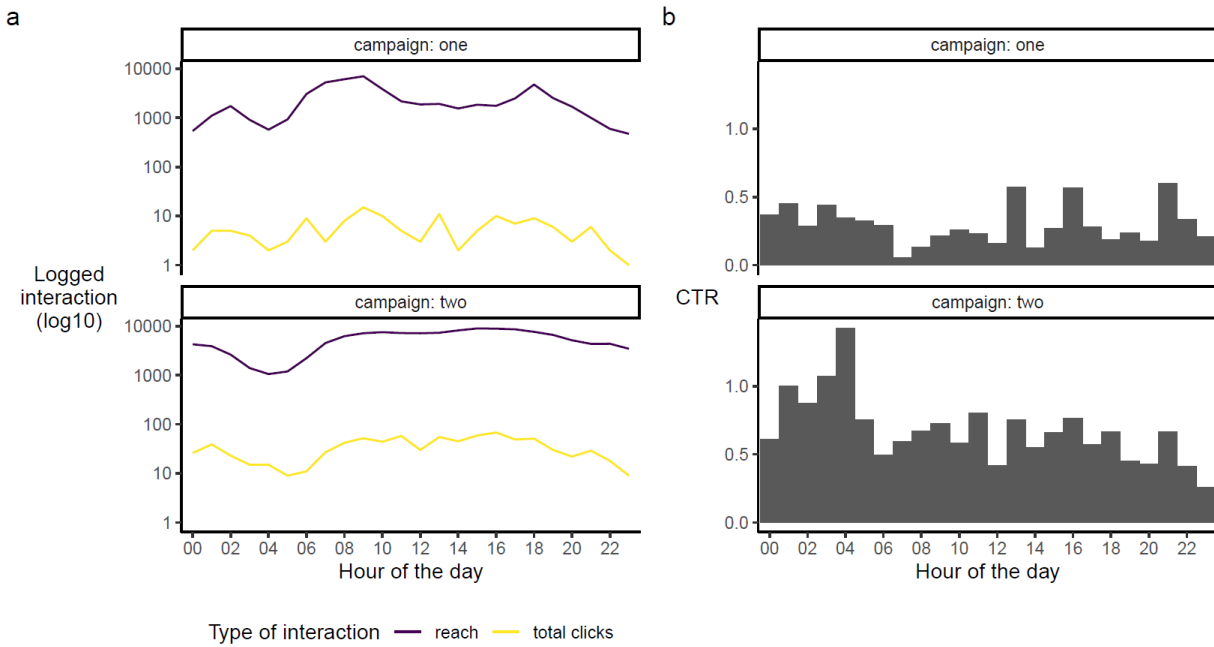 a
campaign: one
10000
1000
100
10
1
Logged
interaction
(log10)
campaign: two
10000
1000
100
10
1
00 02 04 06 08 10 12 14 16 18 20 22
Hour of the day
b
campaign: one
1.0
0.5
0.0
CTR
campaign: two
1.0
0.5
0.0
00 02 04 06 08 10 12 14 16 18 20 22
Hour of the day
Type of interaction reach total clicks